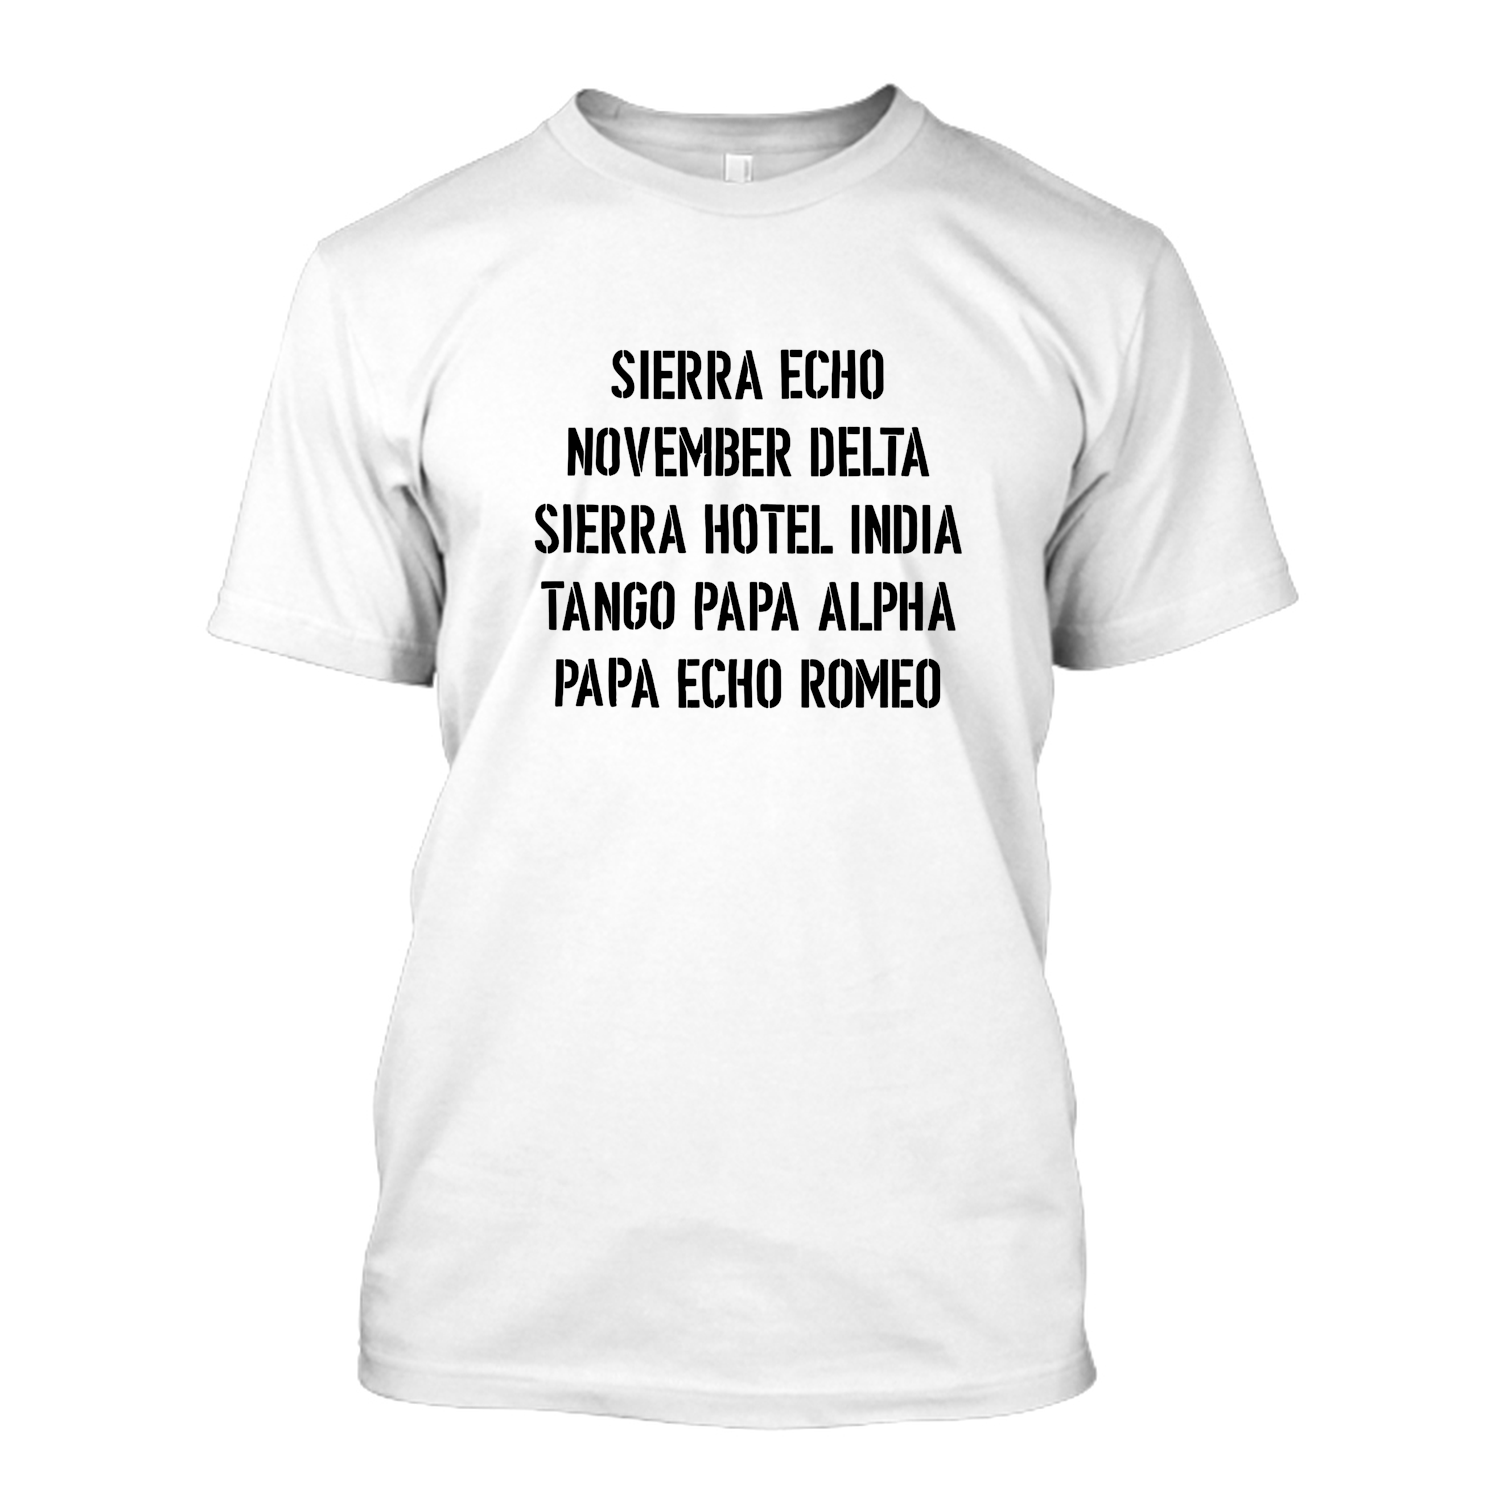 SIERRA ECHO
NOVEMBER DELTA
SIERRA HOTEL INDIA
TANGO PAPA ALPHA
PAPA ECHO ROMEO